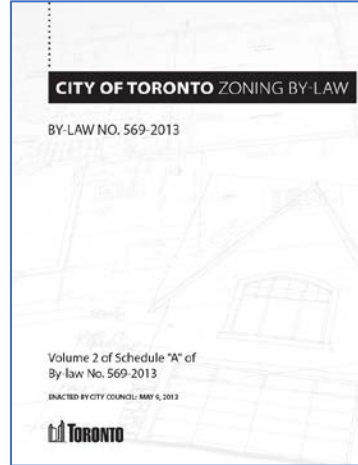 CITY OF TORONTO ZONING BY-LAW
BY-LAW NO. 569-2013
Volume 2 of Schedule "A" of
By-law No. 569-2013
ENACTED BY CITY COUNCIL: MAY 9, 2013
TORONTO